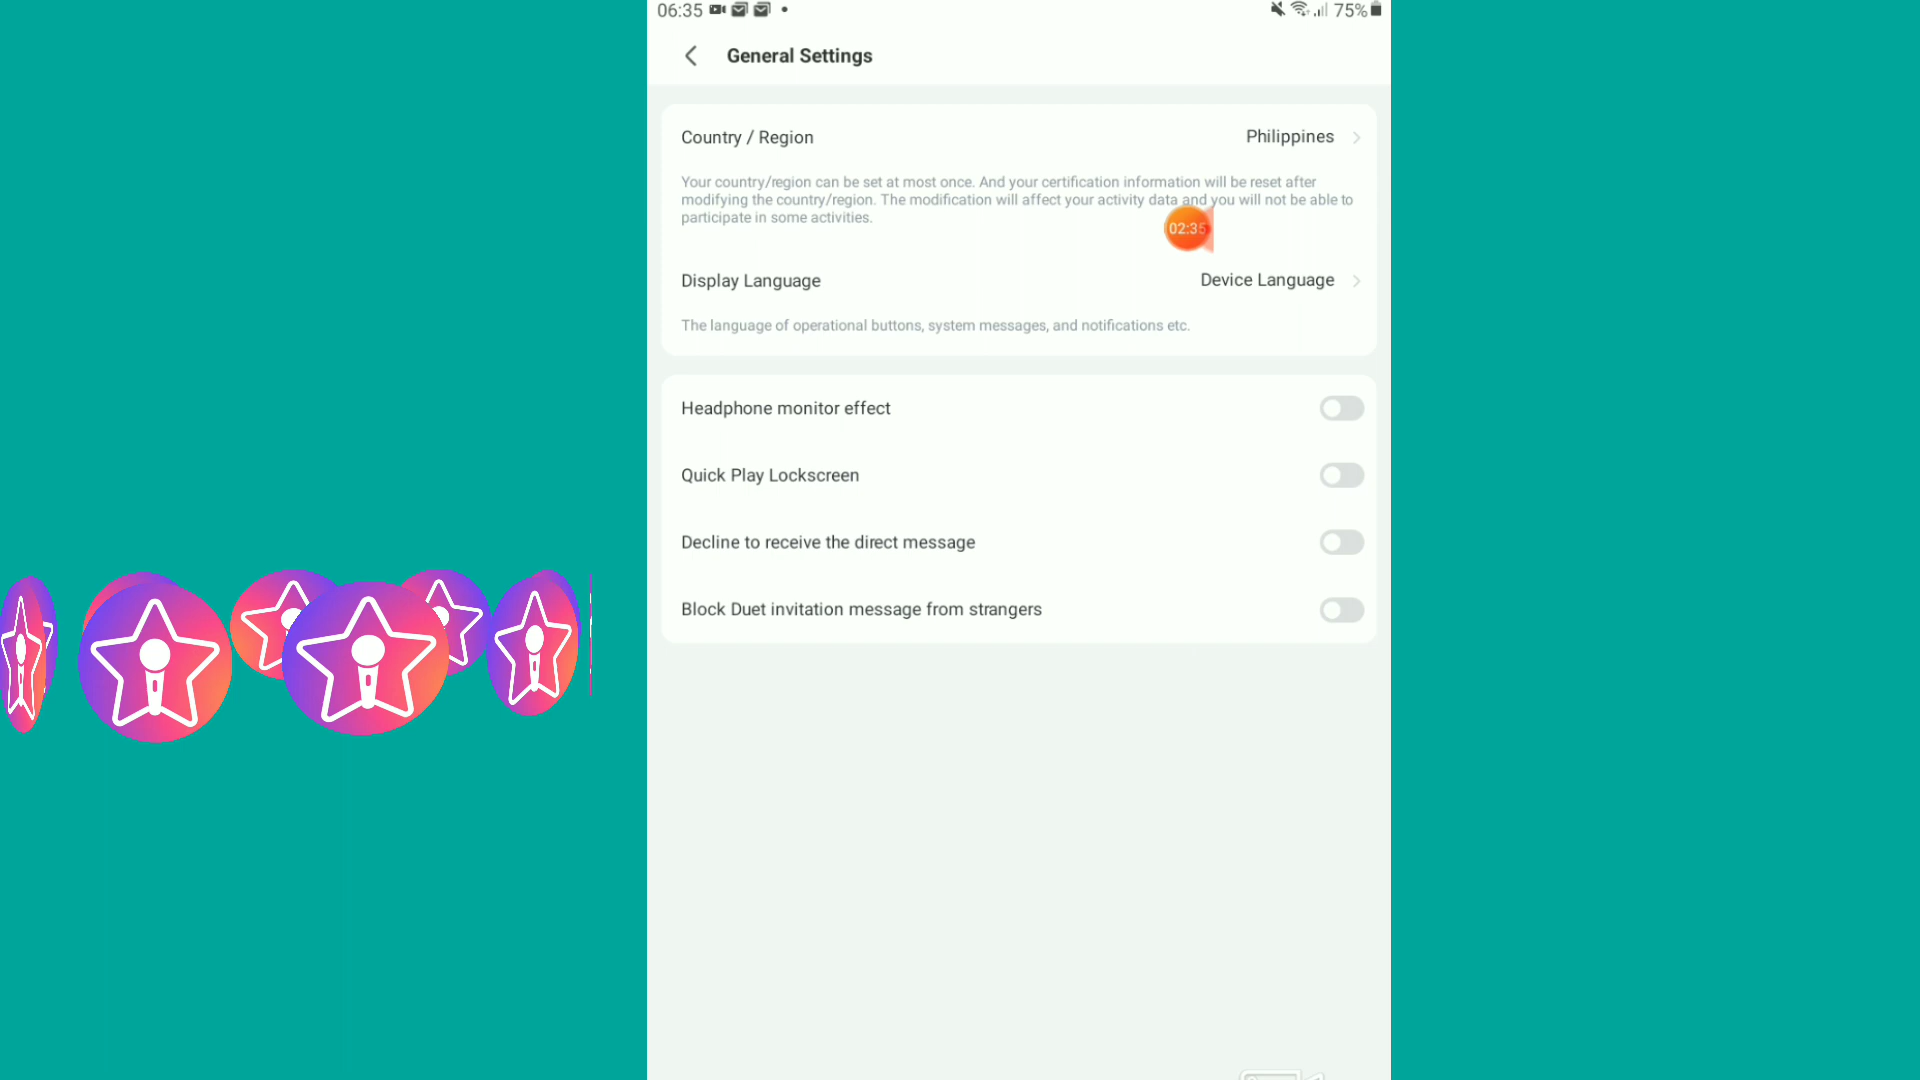 06:35
75%
General Settings
Country / Region
Philippines
Your country/region can be set at most once. And your certification information will be reset after
modifying the country/region. The modification will affect your activity data and you will not be able to
participate in some activities.
02:35
Display Language
Device Language
The language of operational buttons, system messages, and notifications etc.
Headphone monitor effect
Quick Play Lockscreen
Decline to receive the direct message
Block Duet invitation message from strangers